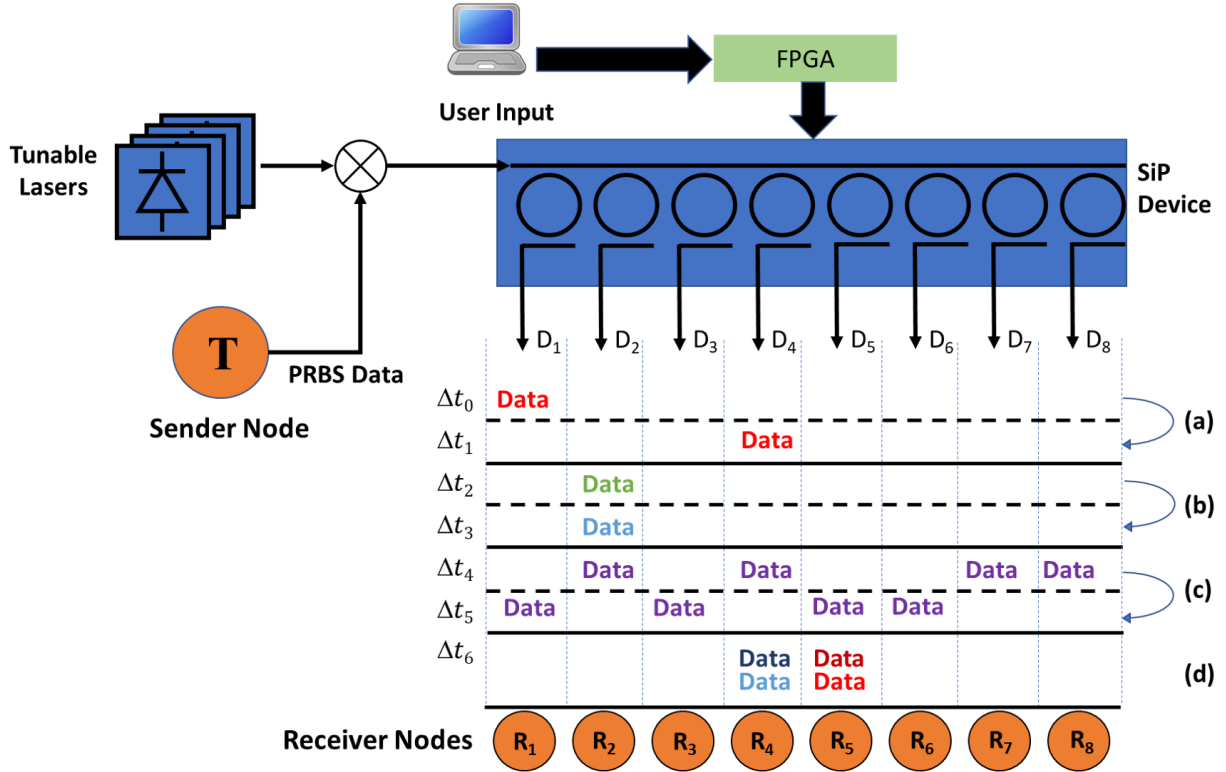 FPGA
User Input
Tunable
Lasers
SiP
Device
T
PRBS Data
Sender Node
D₁ D₂ D₃ D₄ D₅ D₆ D₇ D₈
Δt₀ Data (a)
Δt₁ Data
Δt₂ Data (b)
Δt₃ Data
Δt₄ Data Data Data Data (c)
Δt₅ Data Data Data Data
Δt₆ Data Data (d)
Data Data
Receiver Nodes R₁ R₂ R₃ R₄ R₅ R₆ R₇ R₈